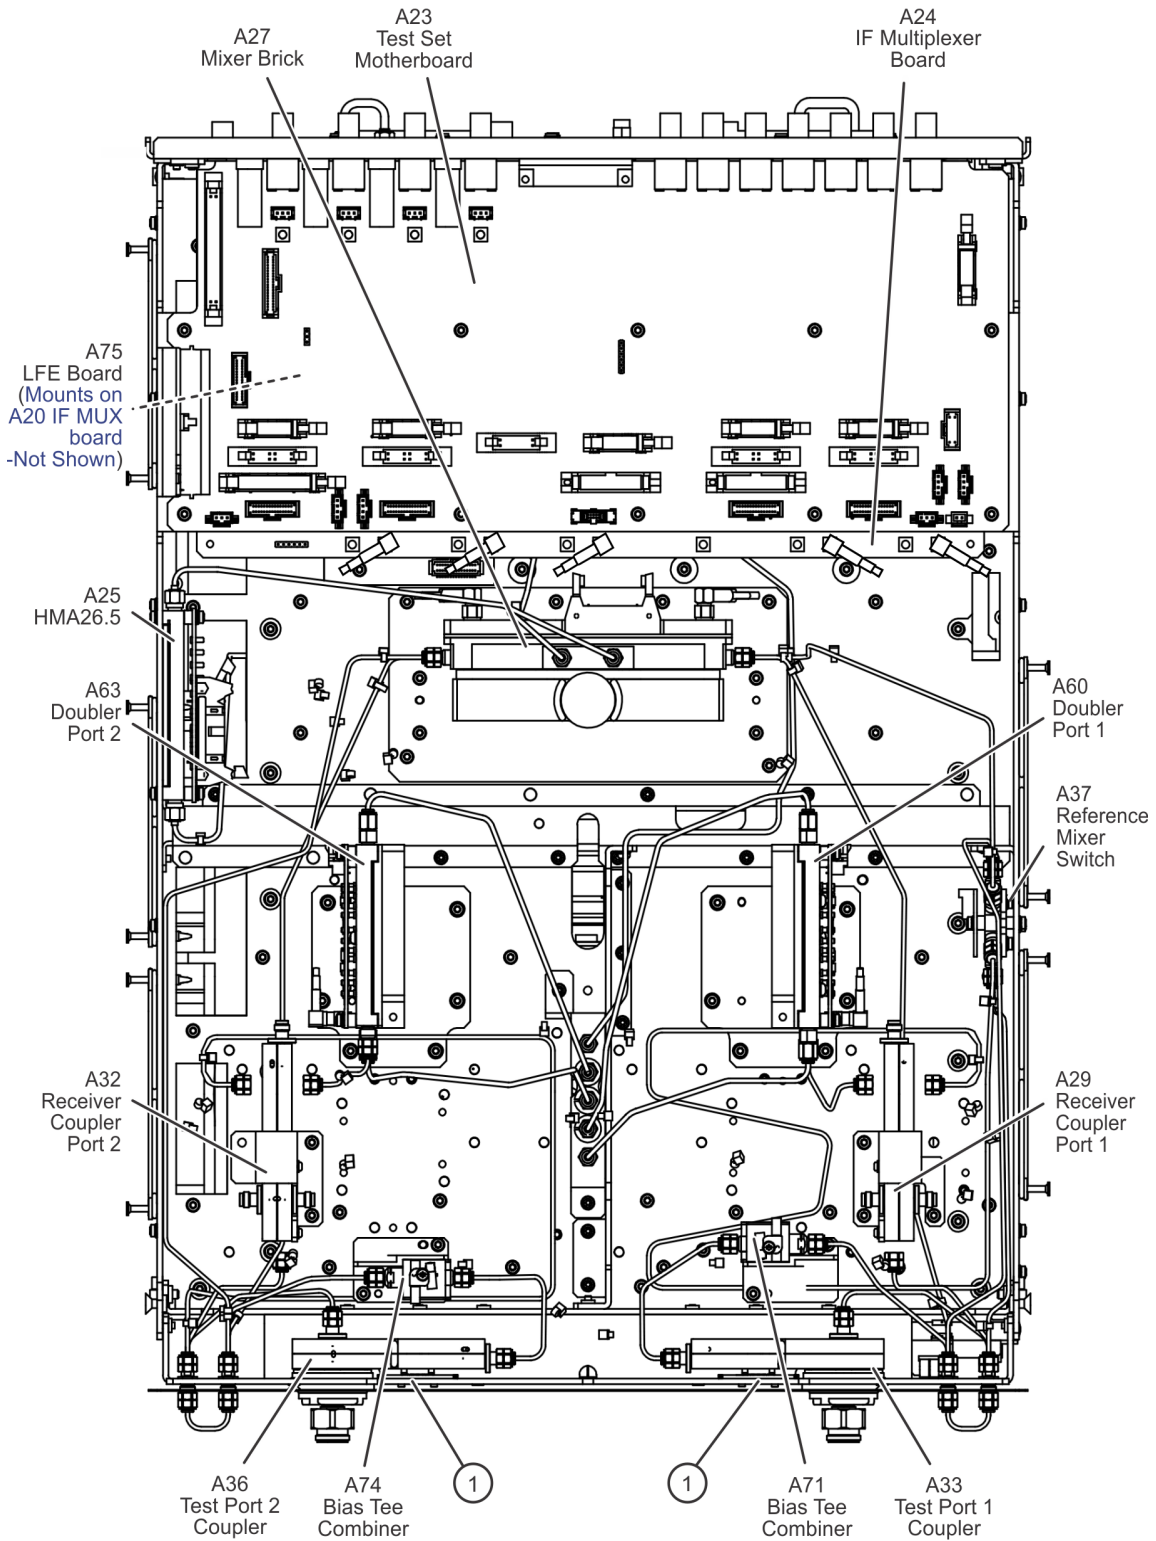 A27
Mixer Brick
A23
Test Set
Motherboard
A24
IF Multiplexer
Board
A75
LFE Board
(Mounts on
A20 IF MUX
board
-Not Shown)
A25
HMA26.5
A63
Doubler
Port 2
A60
Doubler
Port 1
A37
Reference
Mixer
Switch
A32
Receiver
Coupler
Port 2
A29
Receiver
Coupler
Port 1
A36
Test Port 2
Coupler
A74
Bias Tee
Combiner
1
1
A71
Bias Tee
Combiner
A33
Test Port 1
Coupler